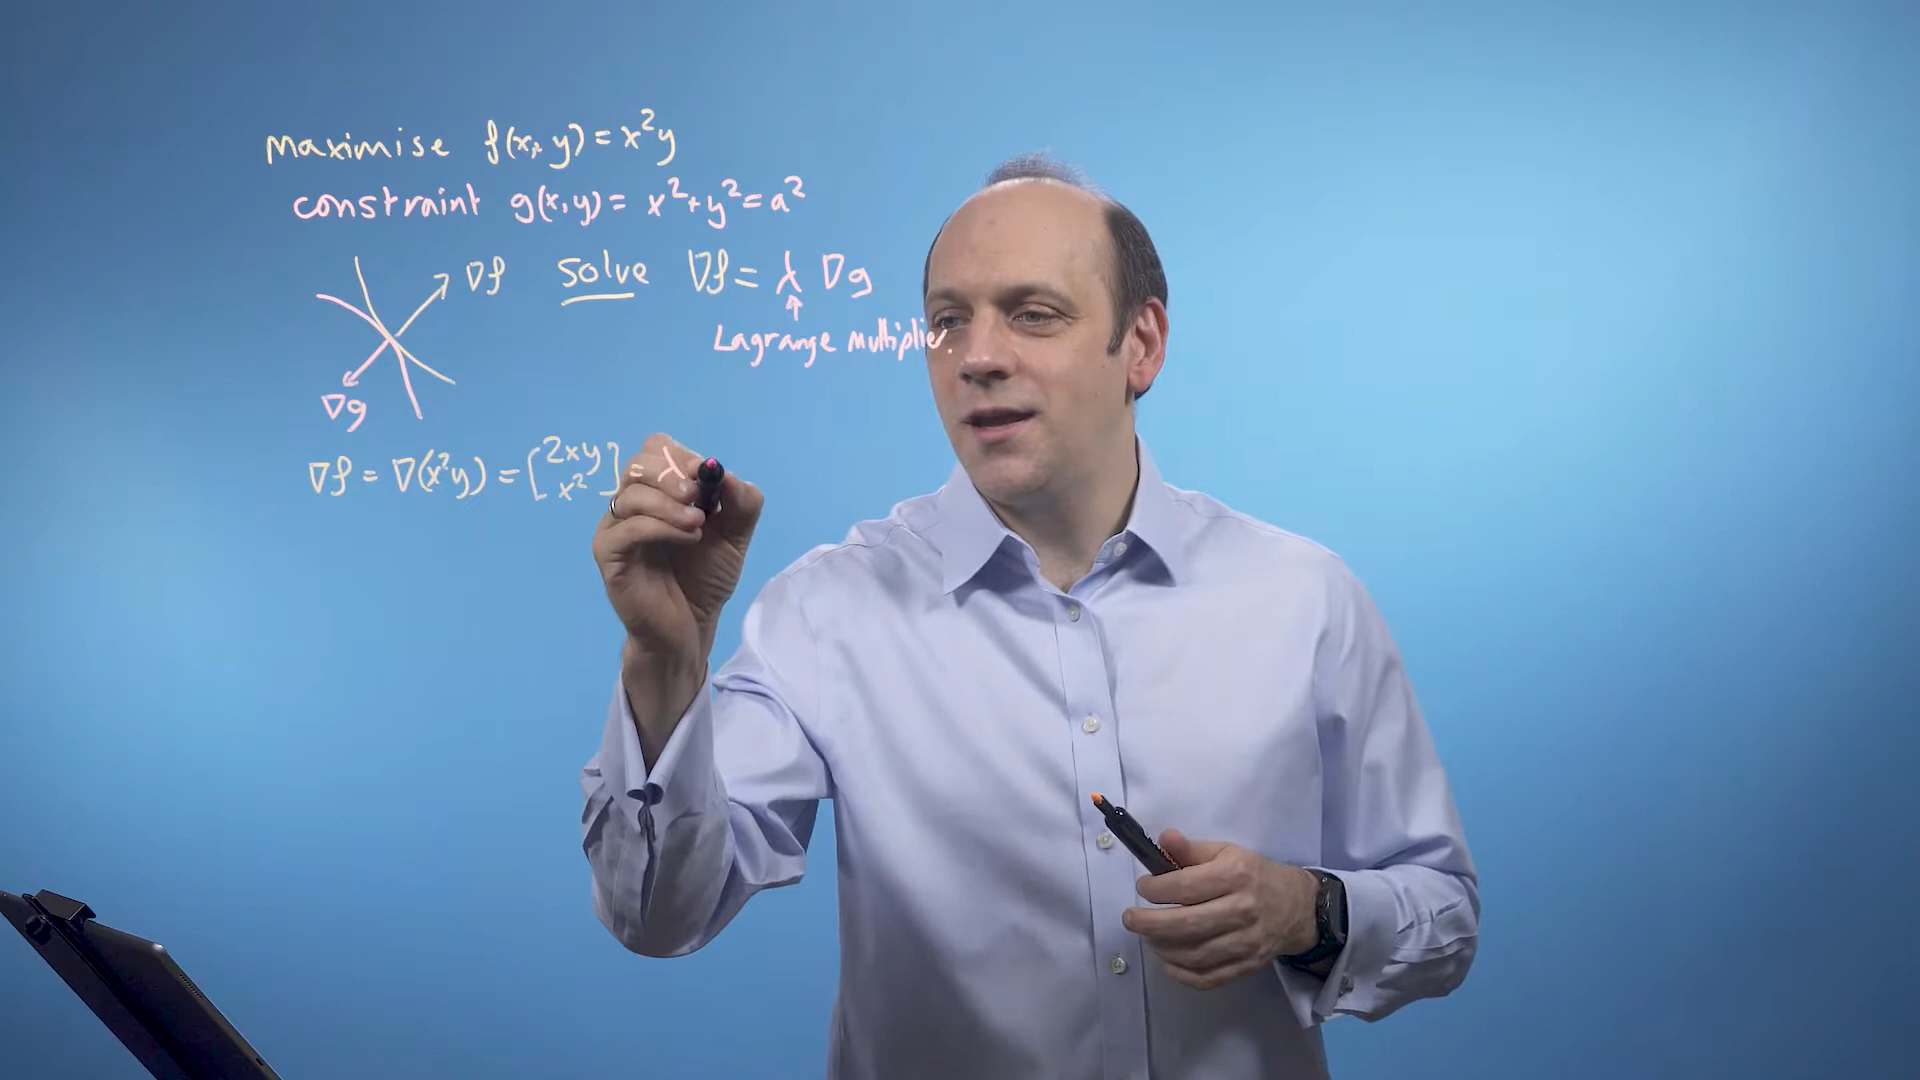 maximise f(x, y) = x²y
constraint g(x, y) = x² + y² = a²
∇f
solve ∇f = λ ∇g
Lagrange Multiplier.
∇g
∇f = ∇(x²y) = [2xy
x²] = λ